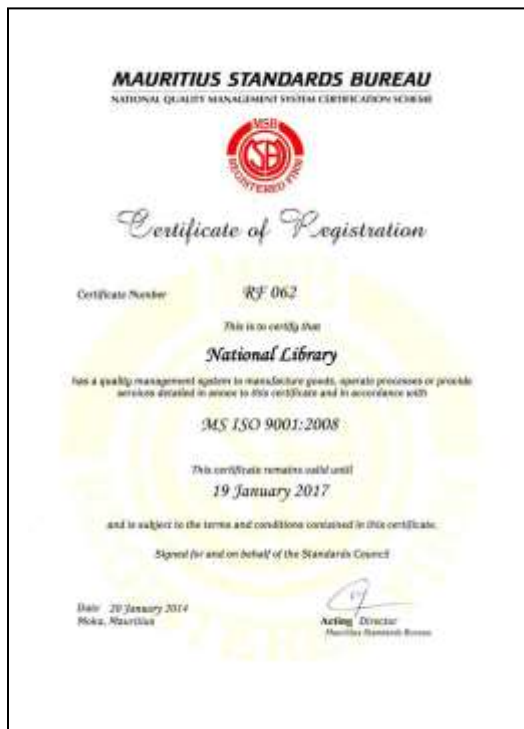 MAURITIUS STANDARDS BUREAU
NATIONAL QUALITY MANAGEMENT SYSTEM CERTIFICATION SCHEME
MSB
REGISTERED FIRM
Certificate of Registration
Certificate Number RF 062
This is to certify that
National Library
has a quality management system to manufacture goods, operate processes or provide
services detailed in annex to this certificate and in accordance with
MS ISO 9001:2008
This certificate remains valid until
19 January 2017
and is subject to the terms and conditions contained in this certificate.
Signed for and on behalf of the Standards Council
Date 20 January 2014
Moka, Mauritius
Acting Director
Mauritius Standards Bureau